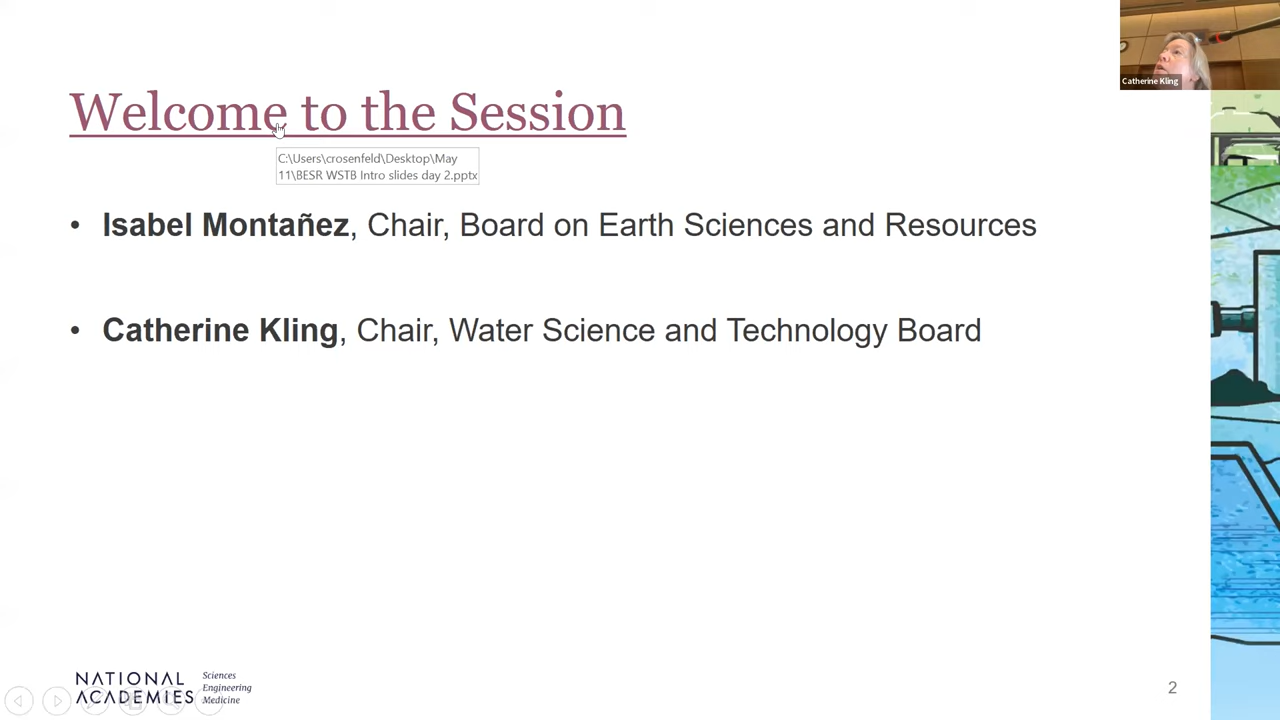 Catherine Kling
Welcome to the Session
C:\Users\crosenfeld\Desktop\May
11\BESR WSTB Intro slides day 2.pptx
• Isabel Montañez, Chair, Board on Earth Sciences and Resources
• Catherine Kling, Chair, Water Science and Technology Board
NATIONAL
ACADEMIES
Sciences
Engineering
Medicine
2